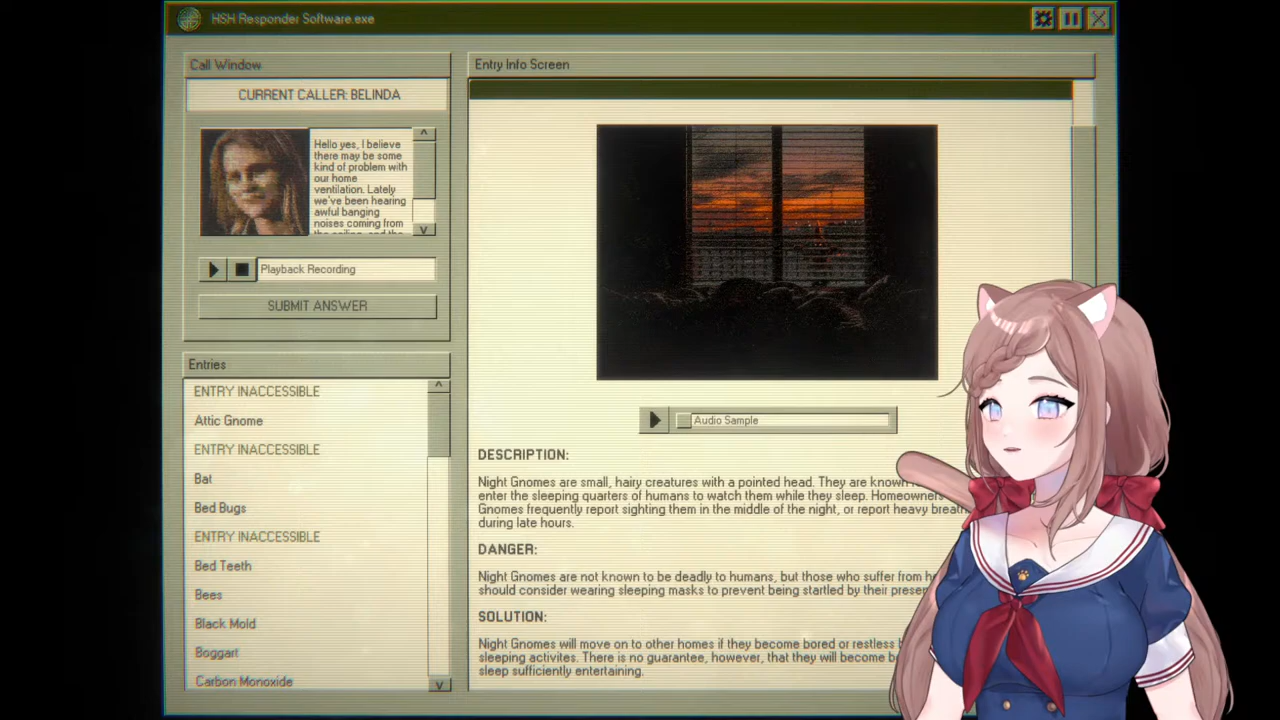 HSH Responder Software.exe
Call Window
CURRENT CALLER: BELINDA
Hello yes, I believe
there may be some
kind of problem with
our home
ventilation. Lately
we've been hearing
awful banging
noises coming from
Playback Recording
SUBMIT ANSWER
Entries
ENTRY INACCESSIBLE
Attic Gnome
ENTRY INACCESSIBLE
Bat
Bed Bugs
ENTRY INACCESSIBLE
Bed Teeth
Bees
Black Mold
Boggart
Carbon Monoxide
Entry Info Screen
Audio Sample
DESCRIPTION:
Night Gnomes are small, hairy creatures with a pointed head. They are known
enter the sleeping quarters of humans to watch them while they sleep. Homeowners
Gnomes frequently report sighting them in the middle of the night, or report heavy
during late hours.
DANGER:
Night Gnomes are not known to be deadly to humans, but those who suffer from
should consider wearing sleeping masks to prevent being startled by their
SOLUTION:
Night Gnomes will move on to other homes if they become bored or restless
sleeping activites. There is no guarantee, however, that they will become
sleep sufficiently entertaining.